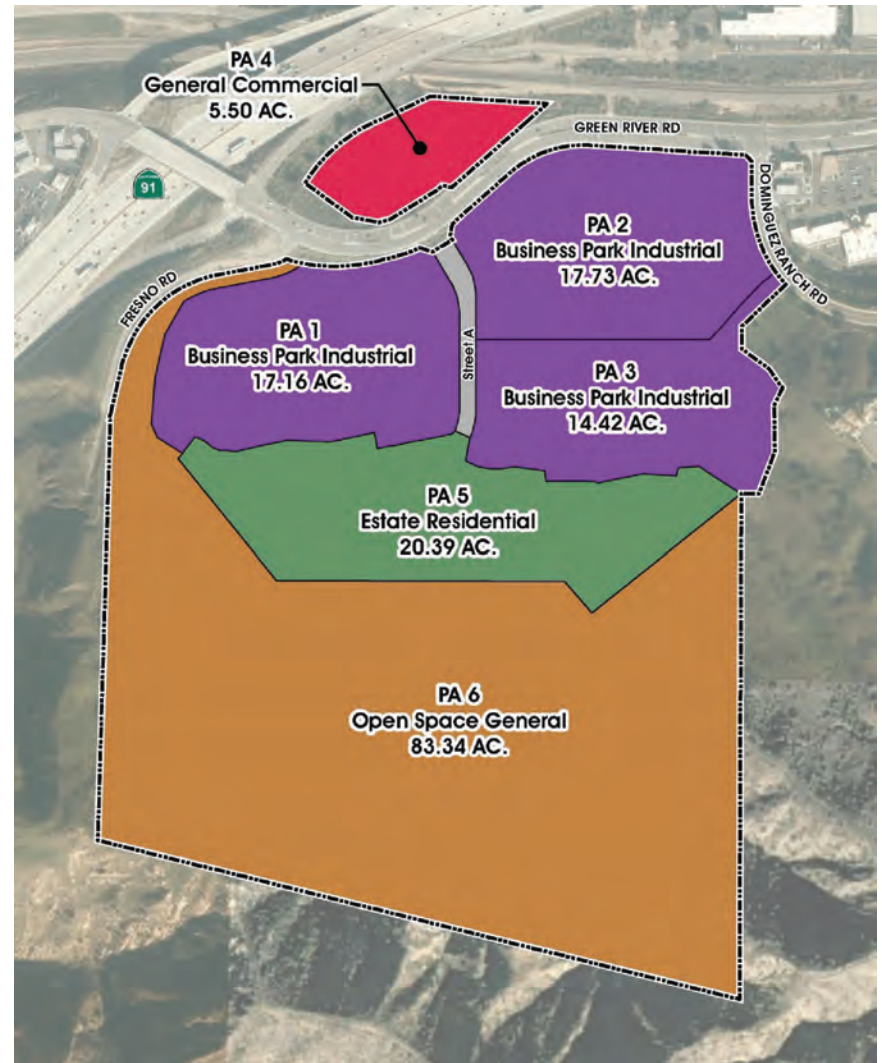 PA 4
General Commercial
5.50 AC.
GREEN RIVER RD
DOMINGUEZ RANCH RD
91
PA 2
Business Park Industrial
17.73 AC.
FRESNO RD
PA 1
Business Park Industrial
17.16 AC.
Street A
PA 3
Business Park Industrial
14.42 AC.
PA 5
Estate Residential
20.39 AC.
PA 6
Open Space General
83.34 AC.